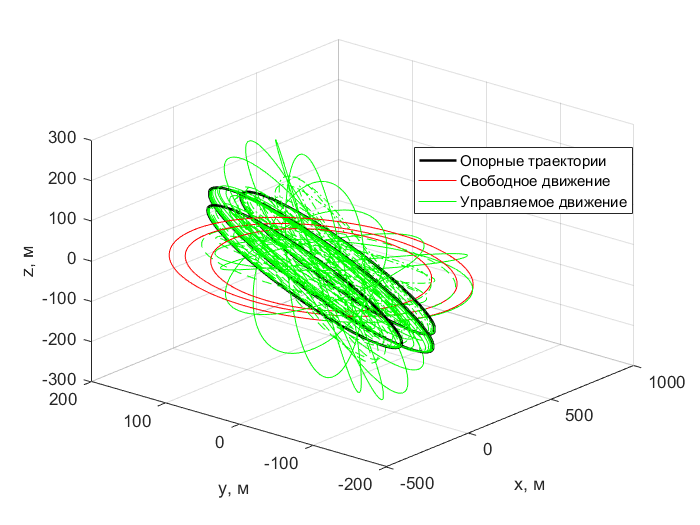 300
200
100
0
-100
-200
-300
z, м
200
100
0
-100
-200
y, м
-500
0
500
1000
x, м
Опорные траектории
Свободное движение
Управляемое движение